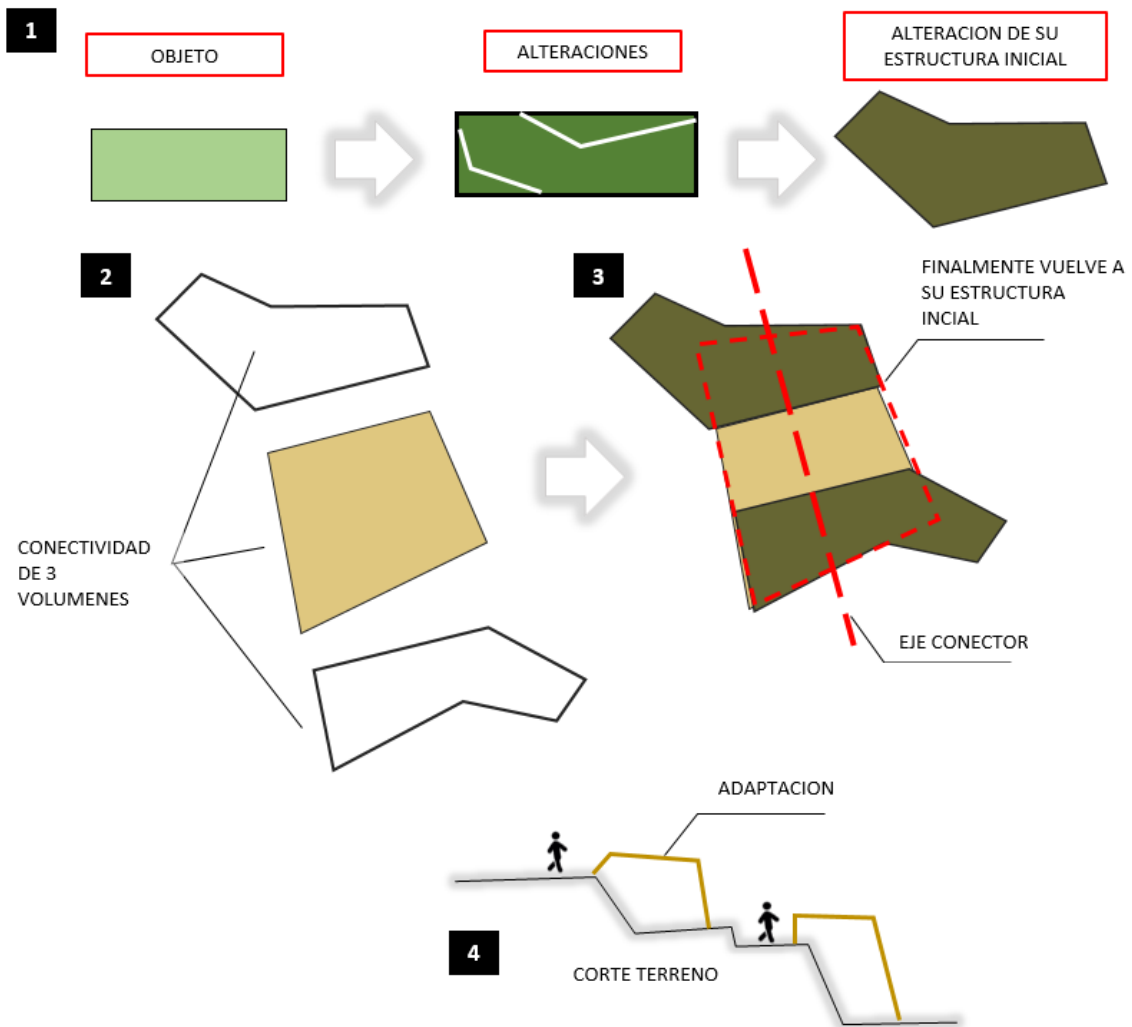 1
OBJETO
ALTERACIONES
ALTERACION DE SU
ESTRUCTURA INICIAL
2
3
FINALMENTE VUELVE A
SU ESTRUCTURA
INCIAL
CONECTIVIDAD
DE 3
VOLUMENES
EJE CONECTOR
ADAPTACION
4
CORTE TERRENO